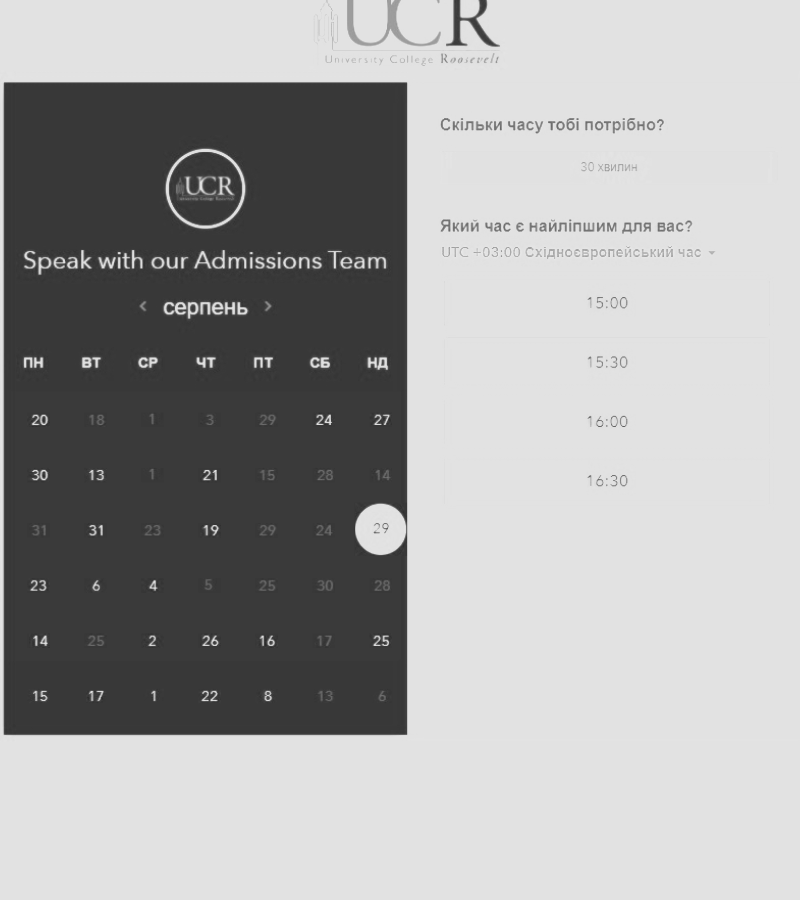 UCR
University College Roosevelt
UCR
Speak with our Admissions Team
серпень
ПН ВТ СР ЧТ ПТ СБ НД
20 18 1 3 29 24 27
30 13 1 21 15 28 14
31 31 23 19 29 24 29
23 6 4 5 25 30 28
14 25 2 26 16 17 25
15 17 1 22 8 13 6
Скільки часу тобі потрібно?
30 хвилин
Який час є найліпшим для вас?
UTC +03:00 Східноєвропейський час
15:00
15:30
16:00
16:30